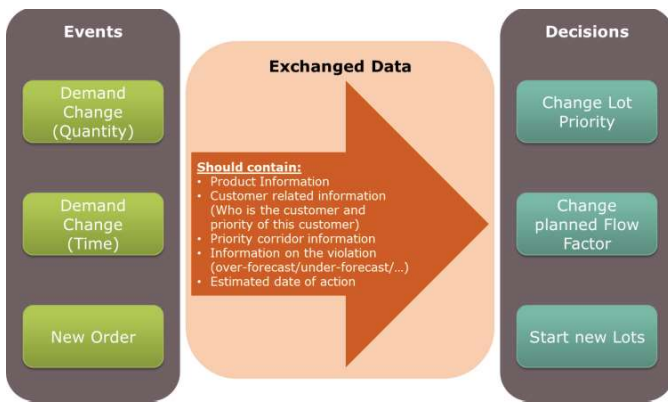 Events
Demand
Change
(Quantity)
Demand
Change
(Time)
New Order
Exchanged Data
Should contain:
• Product Information
• Customer related information
(Who is the customer and
priority of this customer)
• Priority corridor information
• Information on the violation
(over-forecast/under-forecast/...)
• Estimated date of action
Decisions
Change Lot
Priority
Change
planned Flow
Factor
Start new Lots